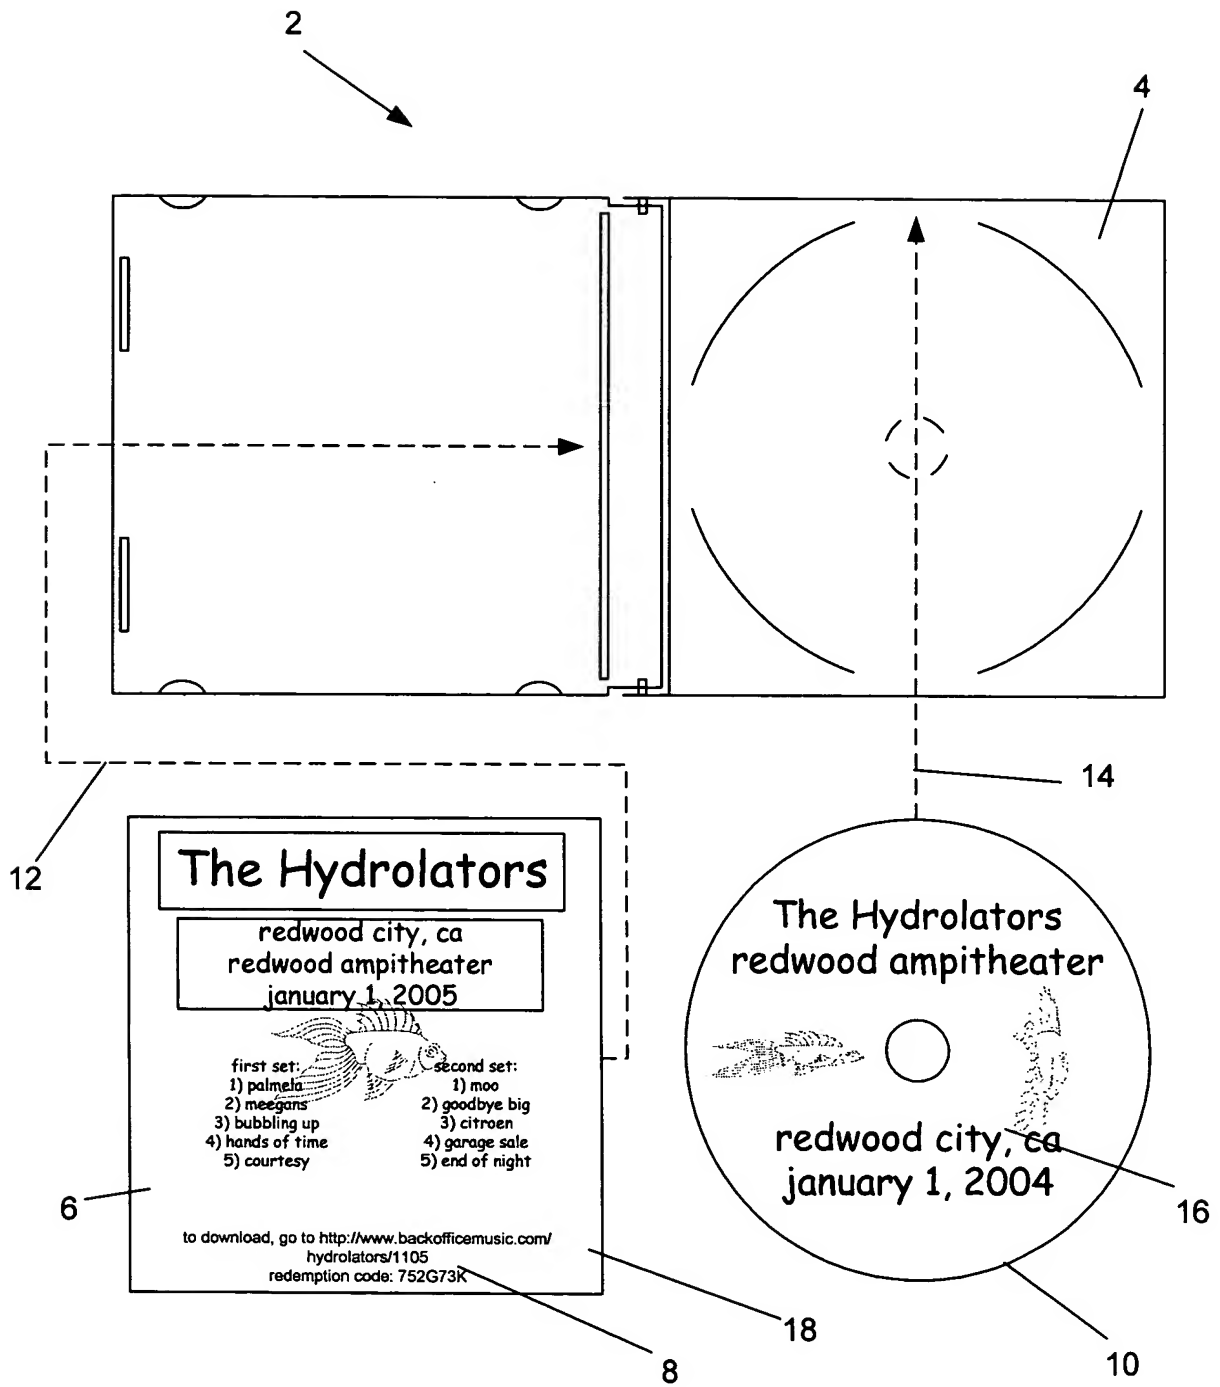 2
4
14
12
The Hydrolators
redwood city, ca
redwood ampitheater
january 1, 2005
first set:
1) palmela
2) meegans
3) bubbling up
4) hands of time
5) courtesy
second set:
1) moo
2) goodbye big
3) citroen
4) garage sale
5) end of night
to download, go to http://www.backofficemusic.com/
hydrolators/1105
redemption code: 752G73K
6
18
8
The Hydrolators
redwood ampitheater
redwood city, ca
january 1, 2004
16
10